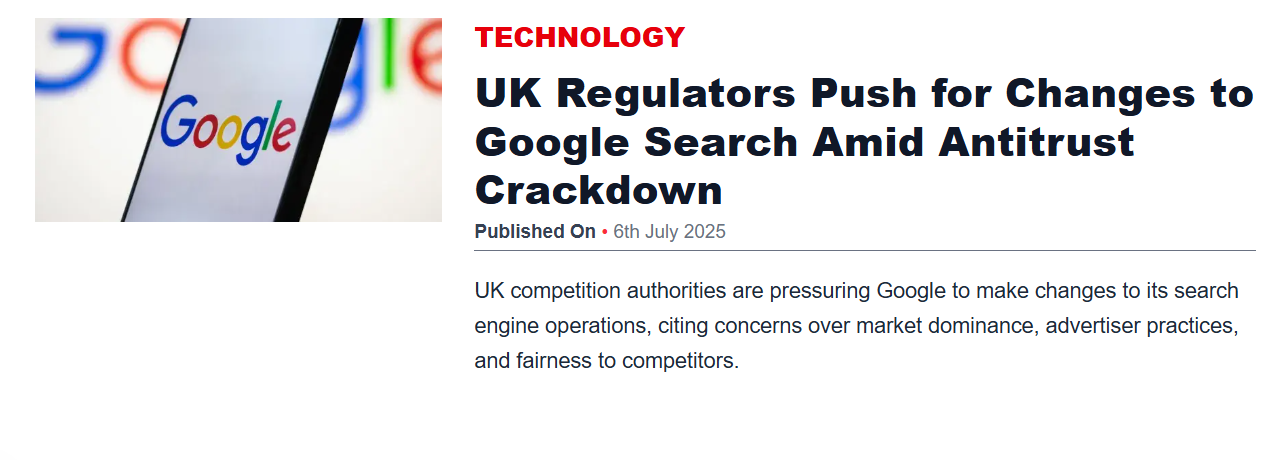 Google
TECHNOLOGY
UK Regulators Push for Changes to
Google Search Amid Antitrust
Crackdown
Published On • 6th July 2025
UK competition authorities are pressuring Google to make changes to its search
engine operations, citing concerns over market dominance, advertiser practices,
and fairness to competitors.